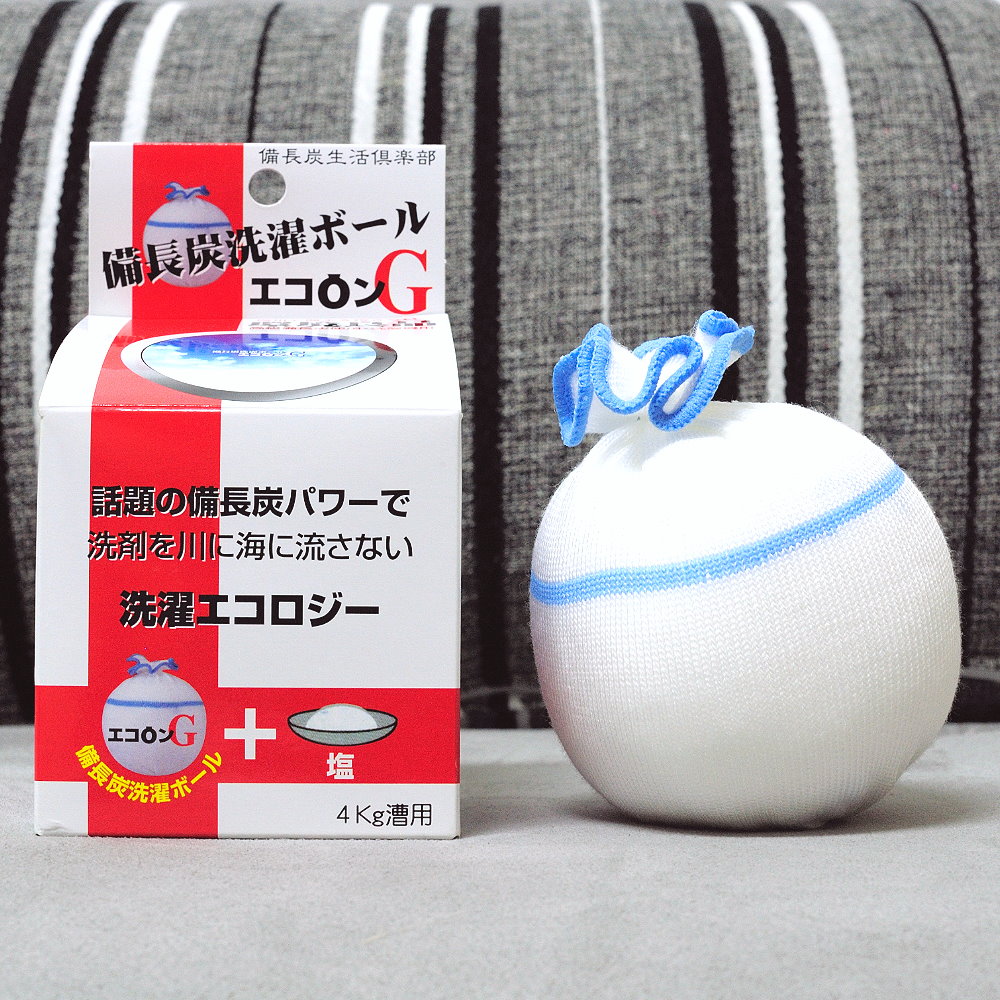 備長炭生活倶楽部
備長炭洗濯ボール
エコロンG
話題の備長炭パワーで
洗剤を川に海に流さない
洗濯エコロジー
エコロンG
備長炭洗濯ボール
+
塩
4Kg漕用